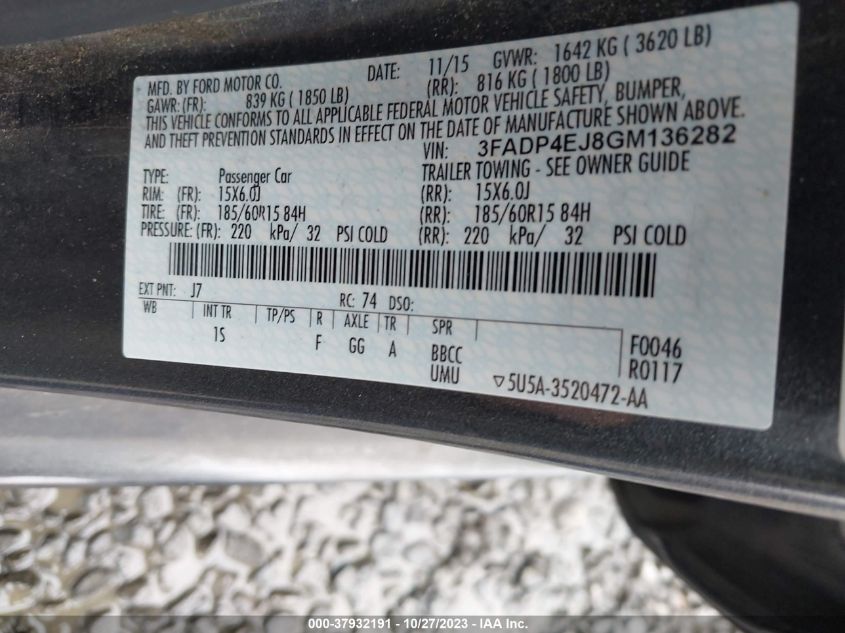 MFD. BY FORD MOTOR CO.
DATE: 11/15 GVWR: 1642 KG ( 3620 LB)
GAWR: (FR): 839 KG ( 1850 LB) (RR): 816 KG ( 1800 LB)
THIS VEHICLE CONFORMS TO ALL APPLICABLE FEDERAL MOTOR VEHICLE SAFETY, BUMPER,
AND THEFT PREVENTION STANDARDS IN EFFECT ON THE DATE OF MANUFACTURE SHOWN ABOVE.
VIN: 3FADP4EJ8GM136282
TYPE: Passenger Car TRAILER TOWING - SEE OWNER GUIDE
RIM: (FR): 15X6.0J (RR): 15X6.0J
TIRE: (FR): 185/60R15 84H (RR): 185/60R15 84H
PRESSURE: (FR): 220 kPa/ 32 PSI COLD (RR): 220 kPa/ 32 PSI COLD
EXT PNT: J7 RC: 74 DSO:
WB INT TR TP/PS R AXLE TR SPR
1S F GG A BBCC F0046
UMU R0117
▽5U5A-3520472-AA
000-37932191 - 10/27/2023 - IAA Inc.